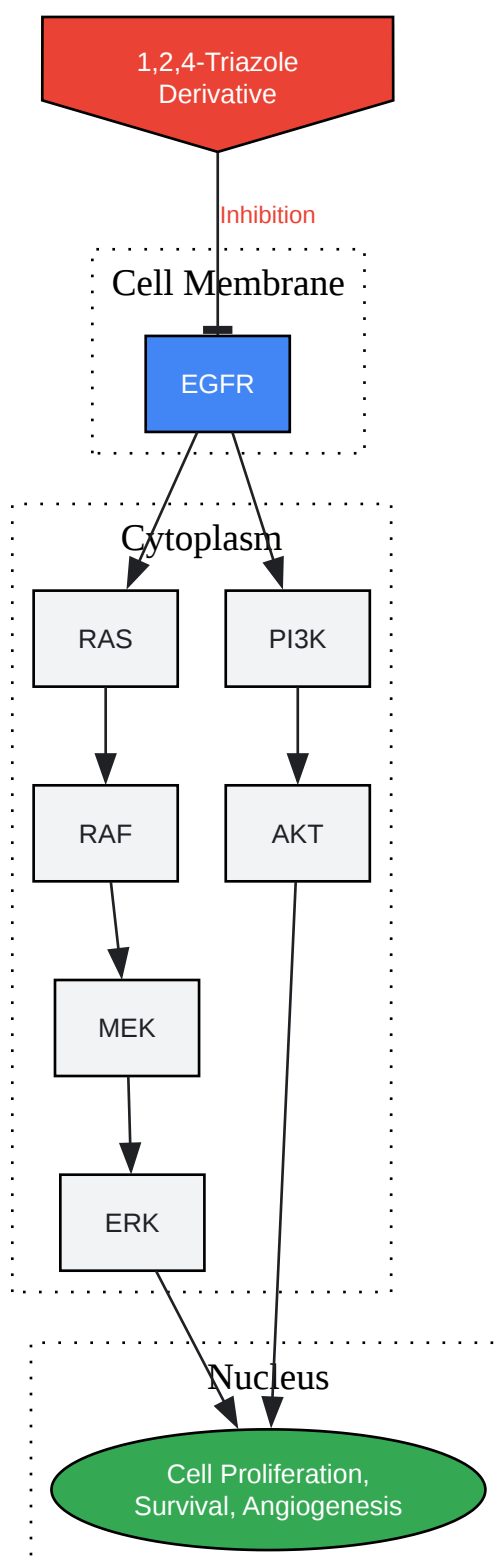 1,2,4-Triazole
Derivative
Inhibition
Cell Membrane
EGFR
Cytoplasm
RAS
PI3K
RAF
AKT
MEK
ERK
Nucleus
Cell Proliferation,
Survival, Angiogenesis